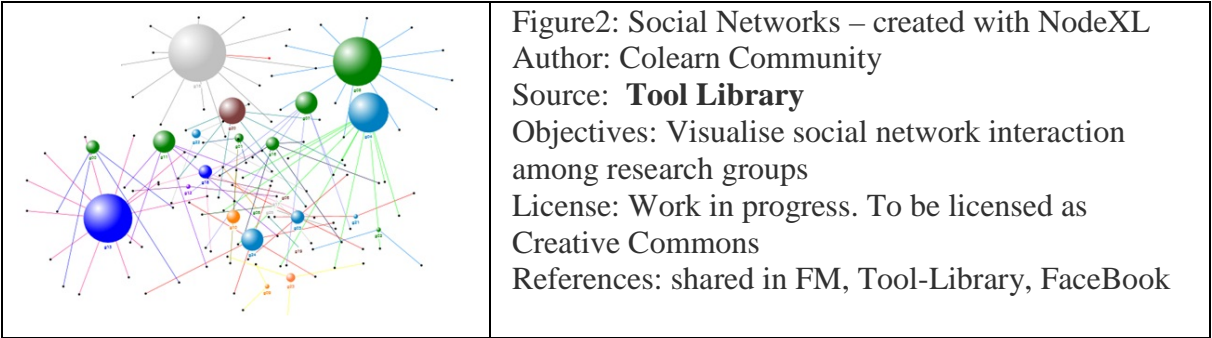 Figure2: Social Networks – created with NodeXL
Author: Colearn Community
Source: Tool Library
Objectives: Visualise social network interaction
among research groups
License: Work in progress. To be licensed as
Creative Commons
References: shared in FM, Tool-Library, FaceBook